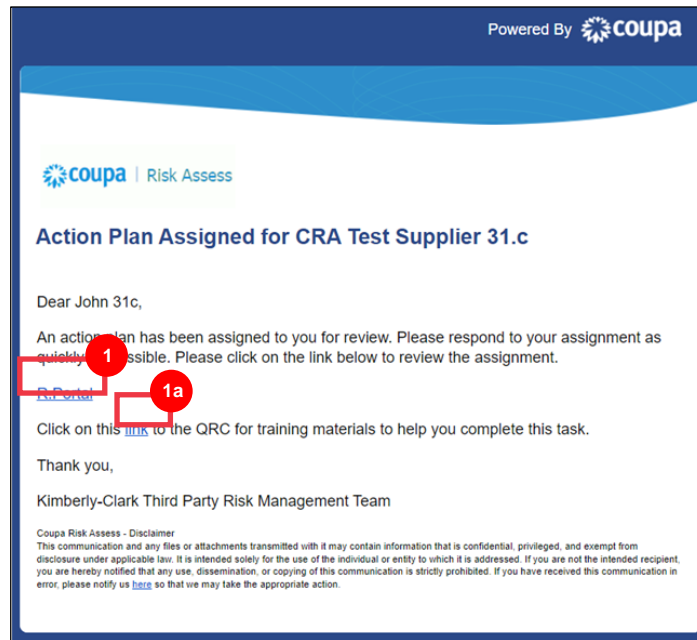 Powered By coupa
coupa | Risk Assess
Action Plan Assigned for CRA Test Supplier 31.c
Dear John 31c,
An action plan has been assigned to you for review. Please respond to your assignment as
quickly ssible. Please click on the link below to review the assignment.
1
R.Portal
1a
Click on this link to the QRC for training materials to help you complete this task.
Thank you,
Kimberly-Clark Third Party Risk Management Team
Coupa Risk Assess - Disclaimer
This communication and any files or attachments transmitted with it may contain information that is confidential, privileged, and exempt from
disclosure under applicable law. It is intended solely for the use of the individual or entity to which it is addressed. If you are not the intended recipient,
you are hereby notified that any use, dissemination, or copying of this communication is strictly prohibited. If you have received this communication in
error, please notify us here so that we may take the appropriate action.